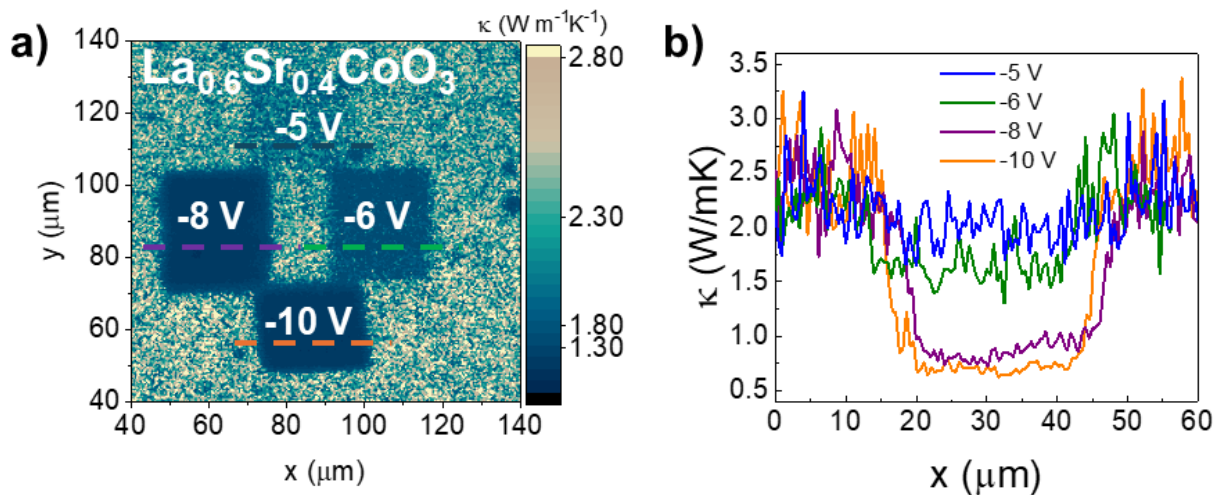 a)
κ (W m⁻¹K⁻¹)
140
120
100
80
60
40
y (μm)
La₀.₆Sr₀.₄CoO₃
-5 V
-8 V
-6 V
-10 V
40 60 80 100 120 140
x (μm)
2.80
2.30
1.80
1.30
b)
3.5
3.0
2.5
2.0
1.5
1.0
0.5
κ (W/mK)
-5 V
-6 V
-8 V
-10 V
0 10 20 30 40 50 60
x (μm)